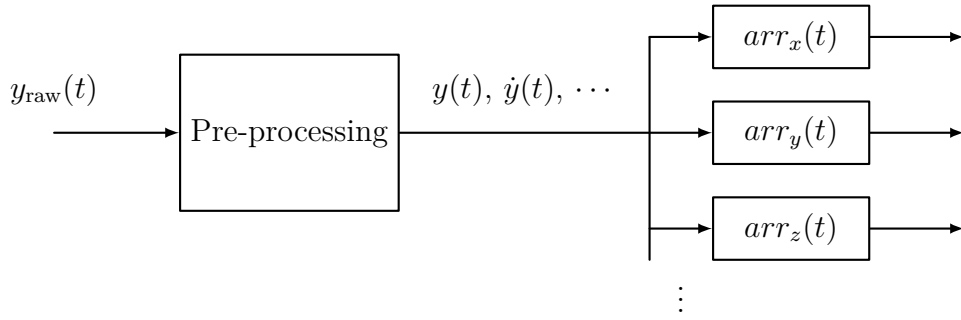 arr_x(t)
y_raw(t)
y(t), ẏ(t), ⋯
Pre-processing
arr_y(t)
arr_z(t)
⋮